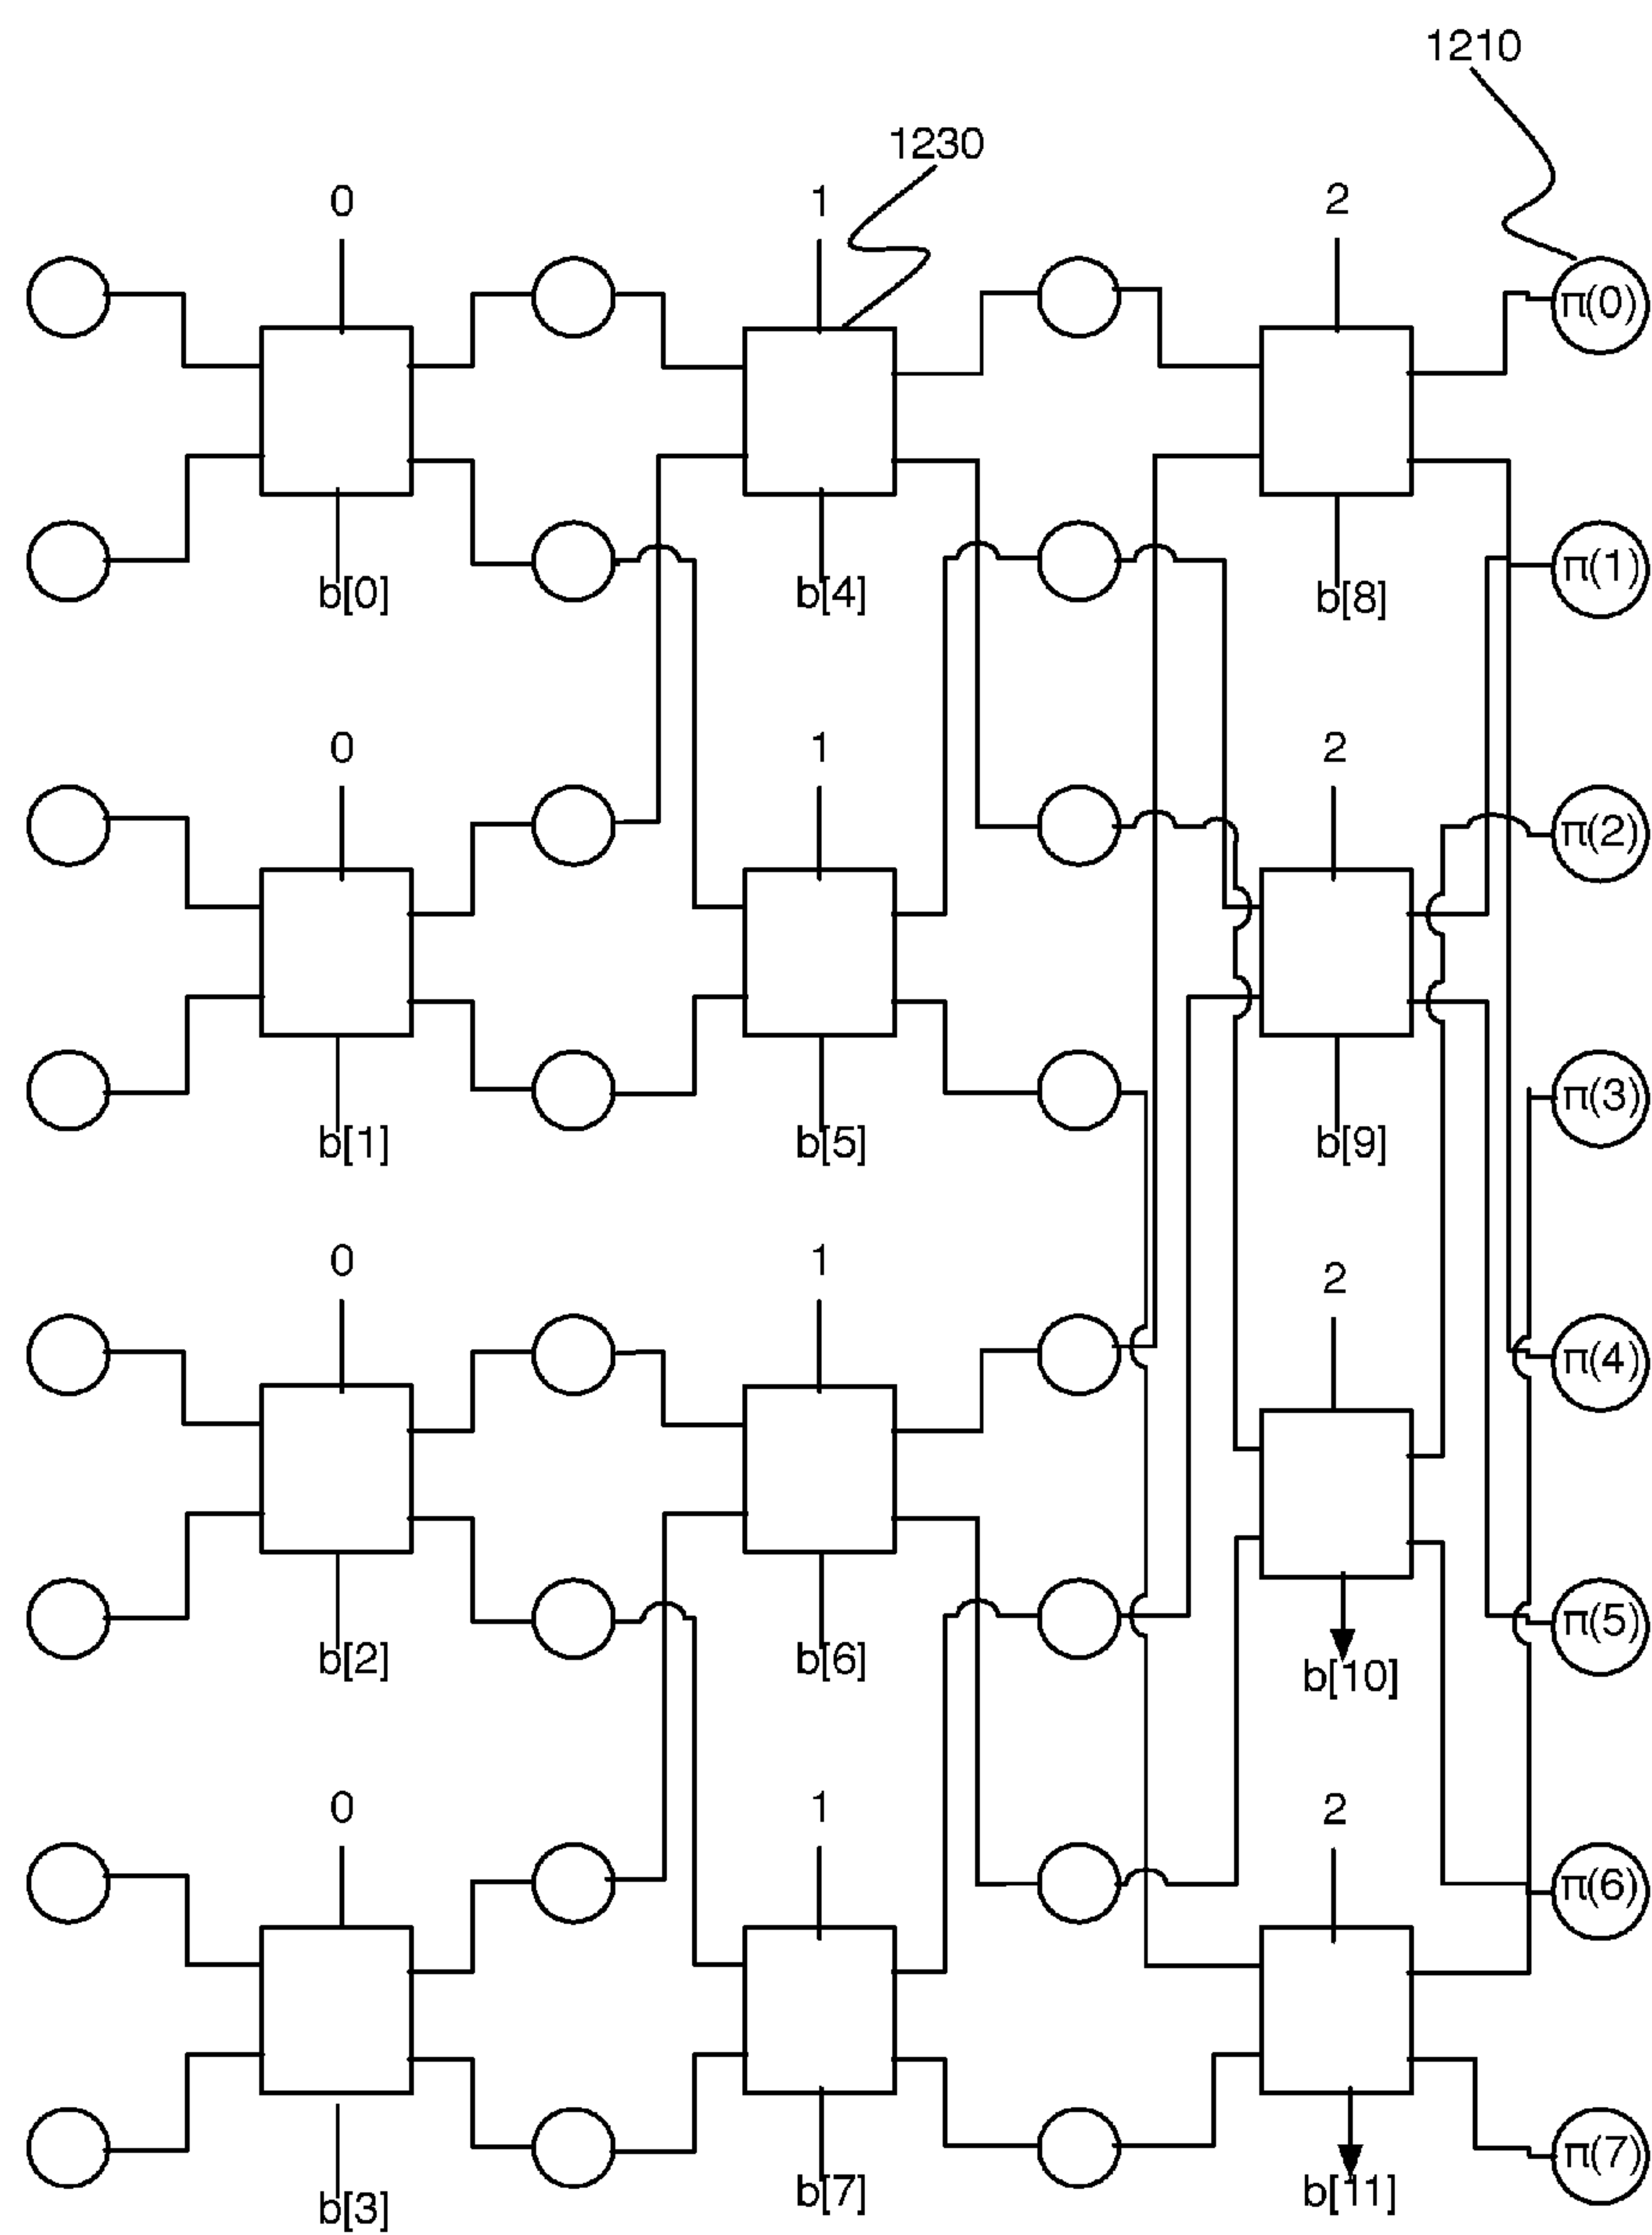 1210
1230
0 1 2
π(0)
b[0] b[4] b[8]
π(1)
0 1 2
π(2)
π(3)
b[1] b[5] b[9]
0 1 2
π(4)
π(5)
b[2] b[6] b[10]
0 1 2
π(6)
π(7)
b[3] b[7] b[11]